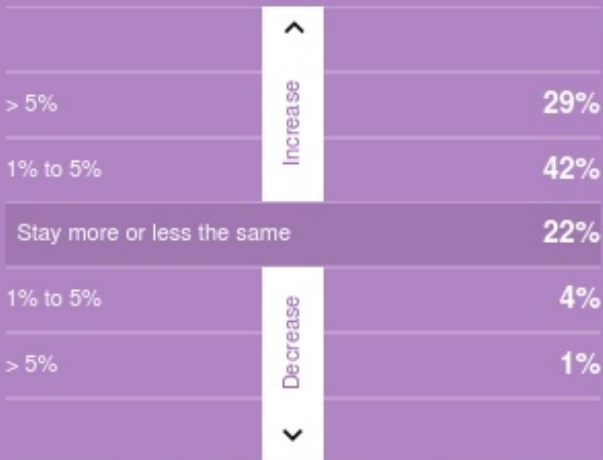 > 5% 29%
Increase
1% to 5% 42%
Stay more or less the same 22%
1% to 5% 4%
Decrease
> 5% 1%